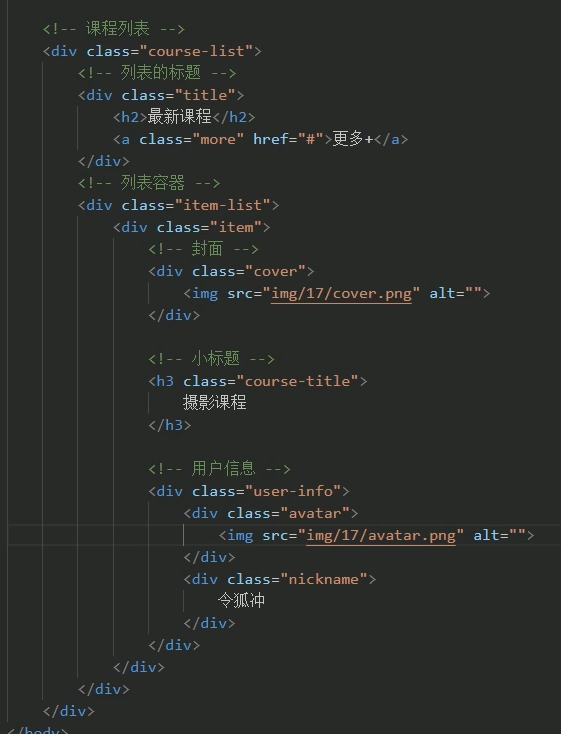 <!-- 课程列表 -->
<div class="course-list">
<!-- 列表的标题 -->
<div class="title">
<h2>最新课程</h2>
<a class="more" href="#">更多+</a>
</div>
<!-- 列表容器 -->
<div class="item-list">
<div class="item">
<!-- 封面 -->
<div class="cover">
<img src="img/17/cover.png" alt="">
</div>
<!-- 小标题 -->
<h3 class="course-title">
摄影课程
</h3>
<!-- 用户信息 -->
<div class="user-info">
<div class="avatar">
<img src="img/17/avatar.png" alt="">
</div>
<div class="nickname">
令狐冲
</div>
</div>
</div>
</div>
</div>
</body>